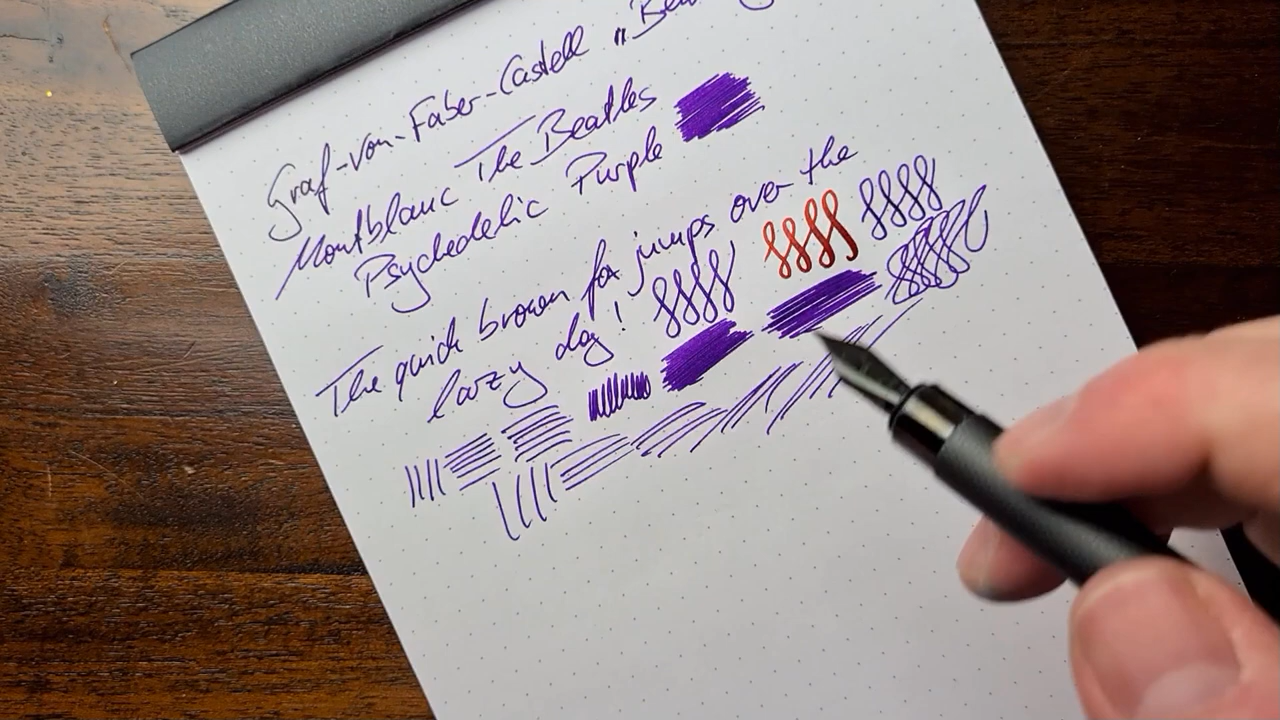 Graf-von-Faber-Castell „
Montblanc The Beatles
Psychedelic Purple
The quick brown fox jumps over the
lazy dog!